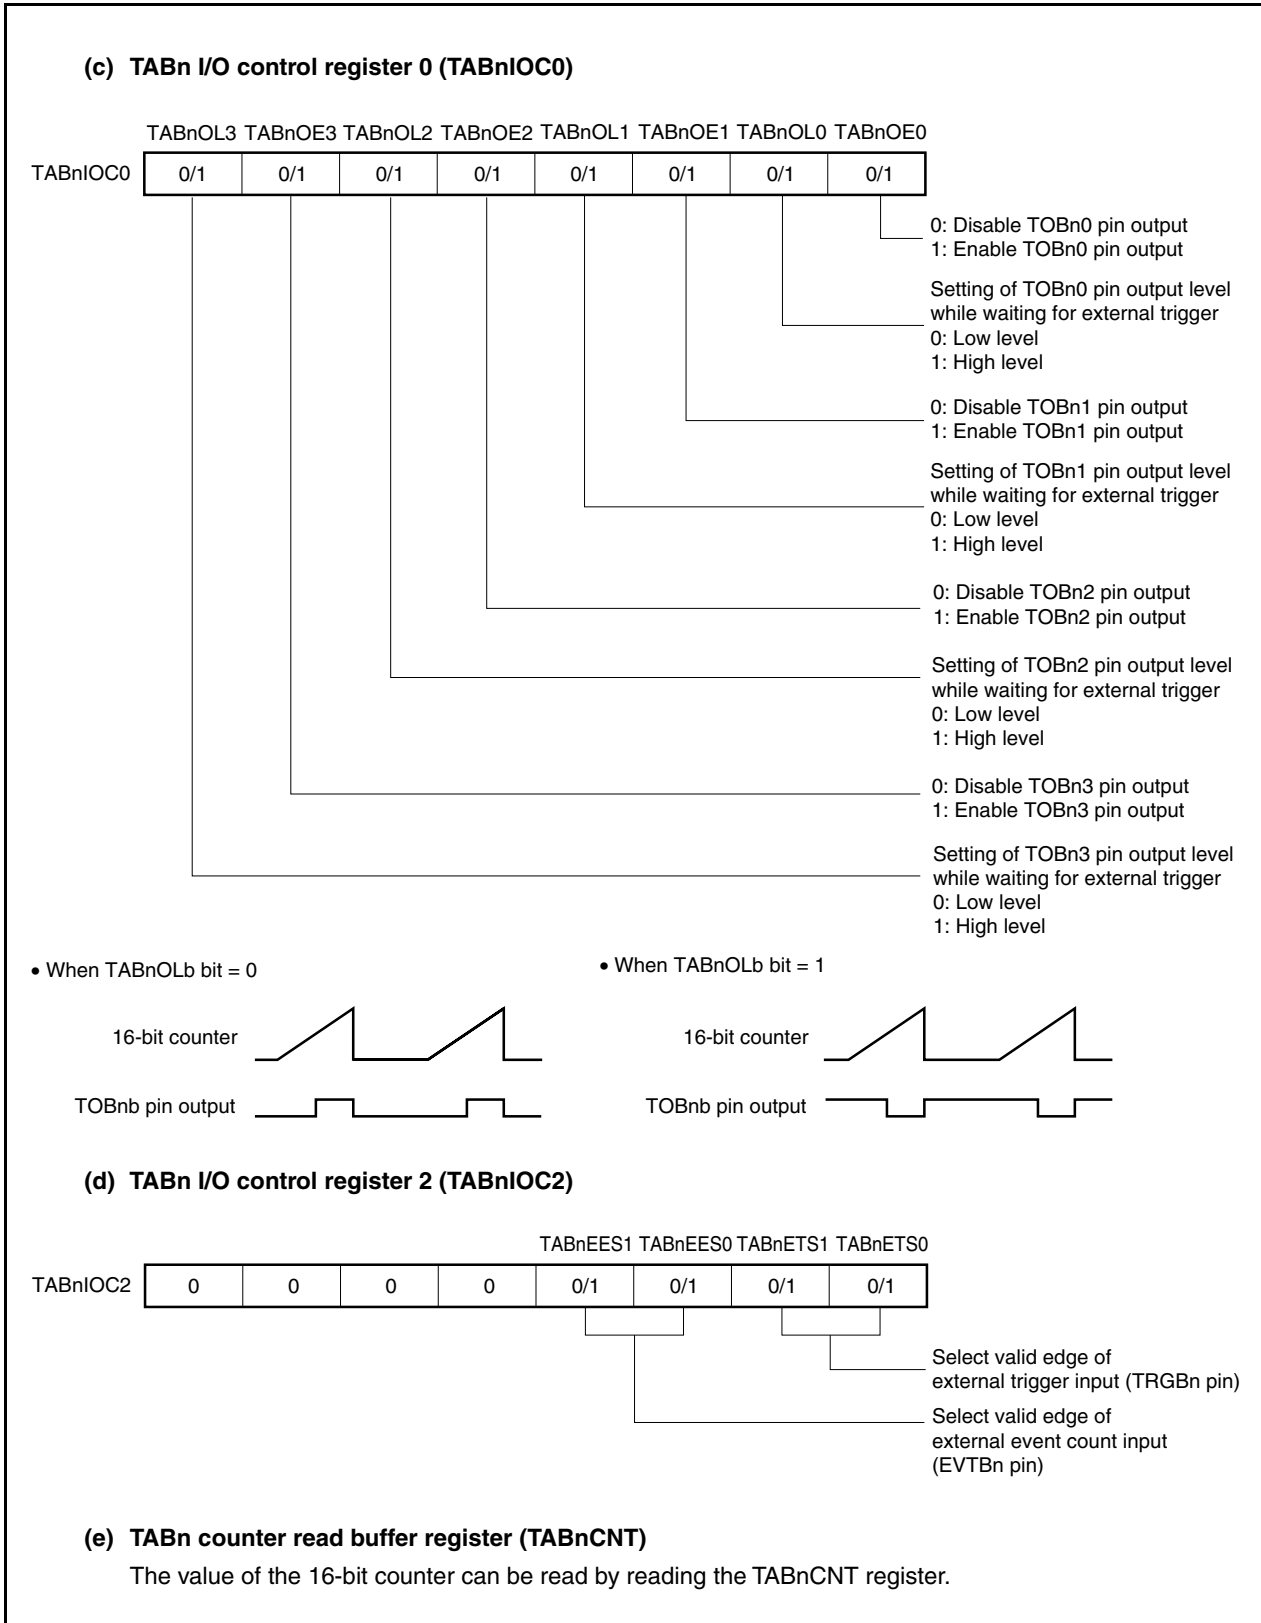 (c) TABn I/O control register 0 (TABnIOC0)
TABnOL3 TABnOE3 TABnOL2 TABnOE2 TABnOL1 TABnOE1 TABnOL0 TABnOE0
TABnIOC0 0/1 0/1 0/1 0/1 0/1 0/1 0/1 0/1
0: Disable TOBn0 pin output
1: Enable TOBn0 pin output
Setting of TOBn0 pin output level
while waiting for external trigger
0: Low level
1: High level
0: Disable TOBn1 pin output
1: Enable TOBn1 pin output
Setting of TOBn1 pin output level
while waiting for external trigger
0: Low level
1: High level
0: Disable TOBn2 pin output
1: Enable TOBn2 pin output
Setting of TOBn2 pin output level
while waiting for external trigger
0: Low level
1: High level
0: Disable TOBn3 pin output
1: Enable TOBn3 pin output
Setting of TOBn3 pin output level
while waiting for external trigger
0: Low level
1: High level
• When TABnOLb bit = 0
16-bit counter
TOBnb pin output
• When TABnOLb bit = 1
16-bit counter
TOBnb pin output
(d) TABn I/O control register 2 (TABnIOC2)
TABnEES1 TABnEES0 TABnETS1 TABnETS0
TABnIOC2 0 0 0 0 0/1 0/1 0/1 0/1
Select valid edge of
external trigger input (TRGBn pin)
Select valid edge of
external event count input
(EVTBn pin)
(e) TABn counter read buffer register (TABnCNT)
The value of the 16-bit counter can be read by reading the TABnCNT register.